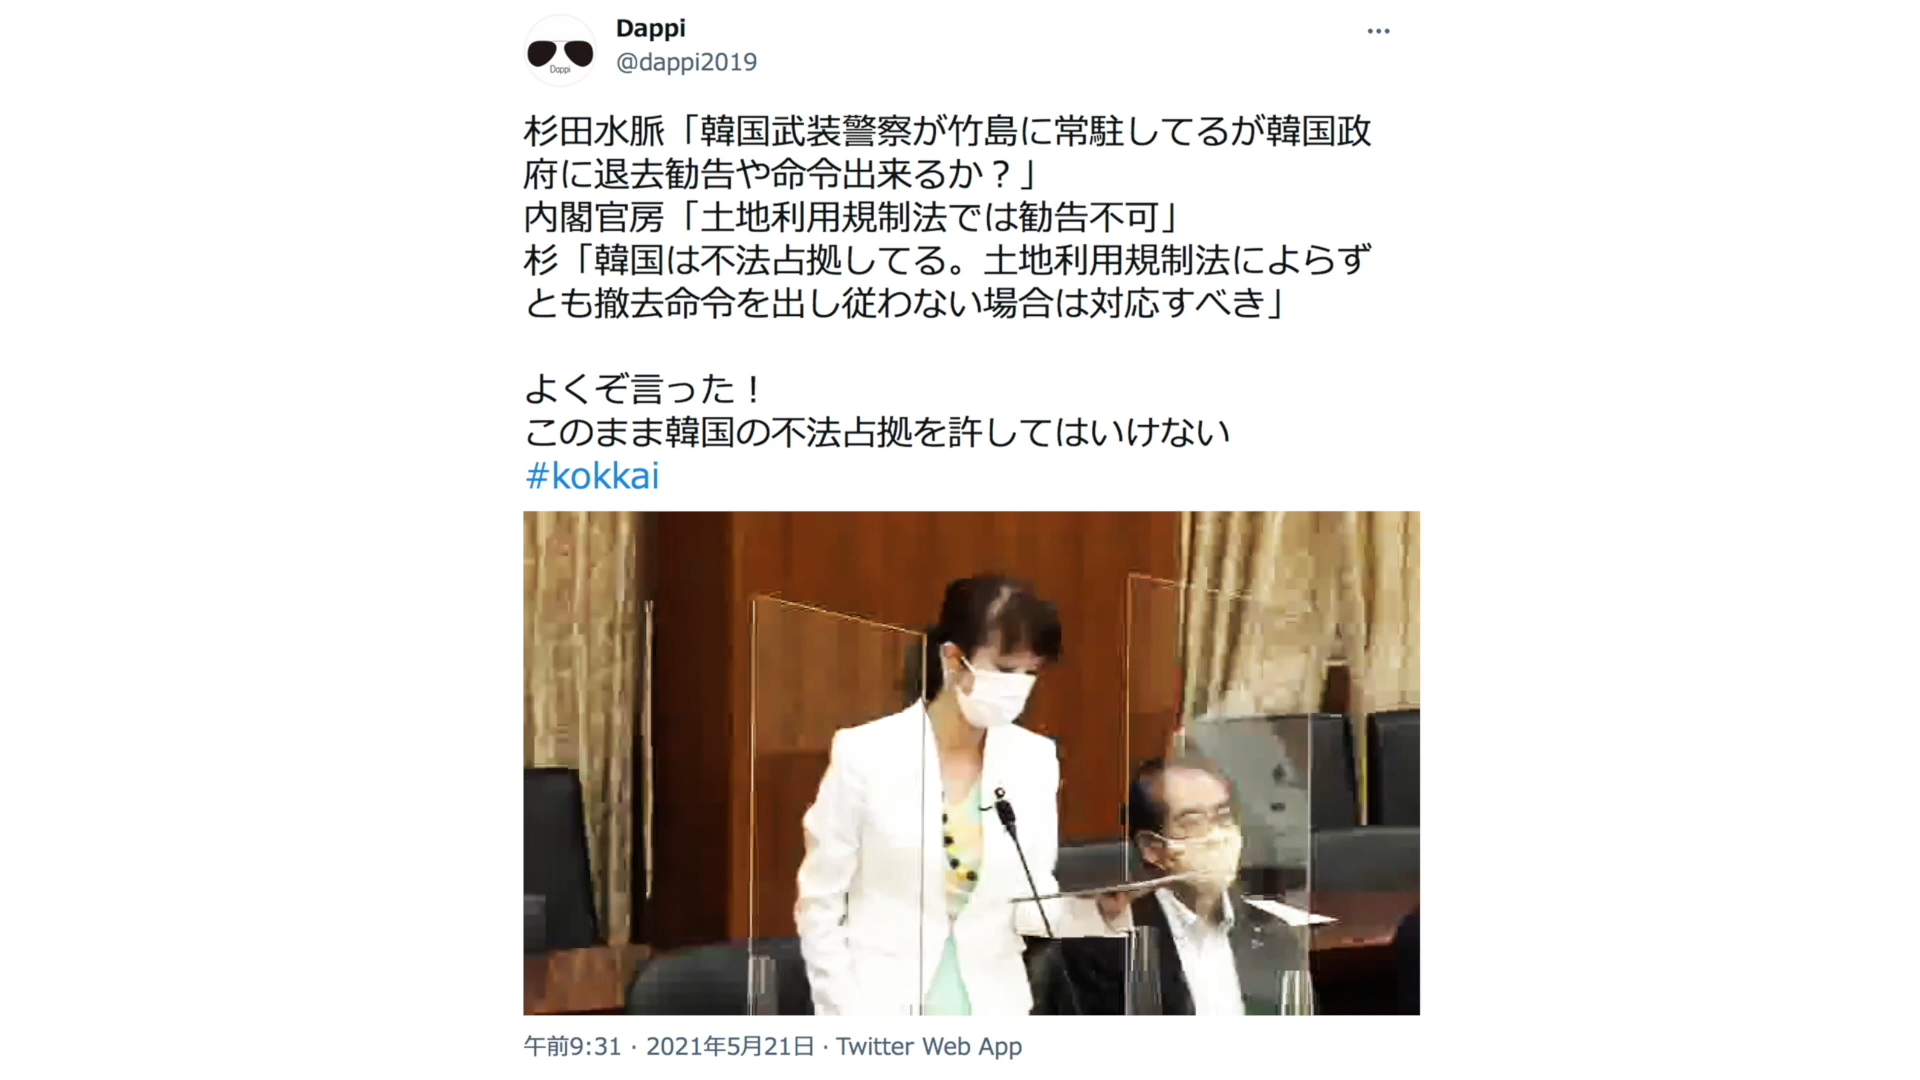 Dappi
@dappi2019
Dappi
杉田水脈「韓国武装警察が竹島に常駐してるが韓国政
府に退去勧告や命令出来るか？」
内閣官房「土地利用規制法では勧告不可」
杉「韓国は不法占拠してる。土地利用規制法によらず
とも撤去命令を出し従わない場合は対応すべき」
よくぞ言った！
このまま韓国の不法占拠を許してはいけない
#kokkai
午前9:31 · 2021年5月21日 · Twitter Web App